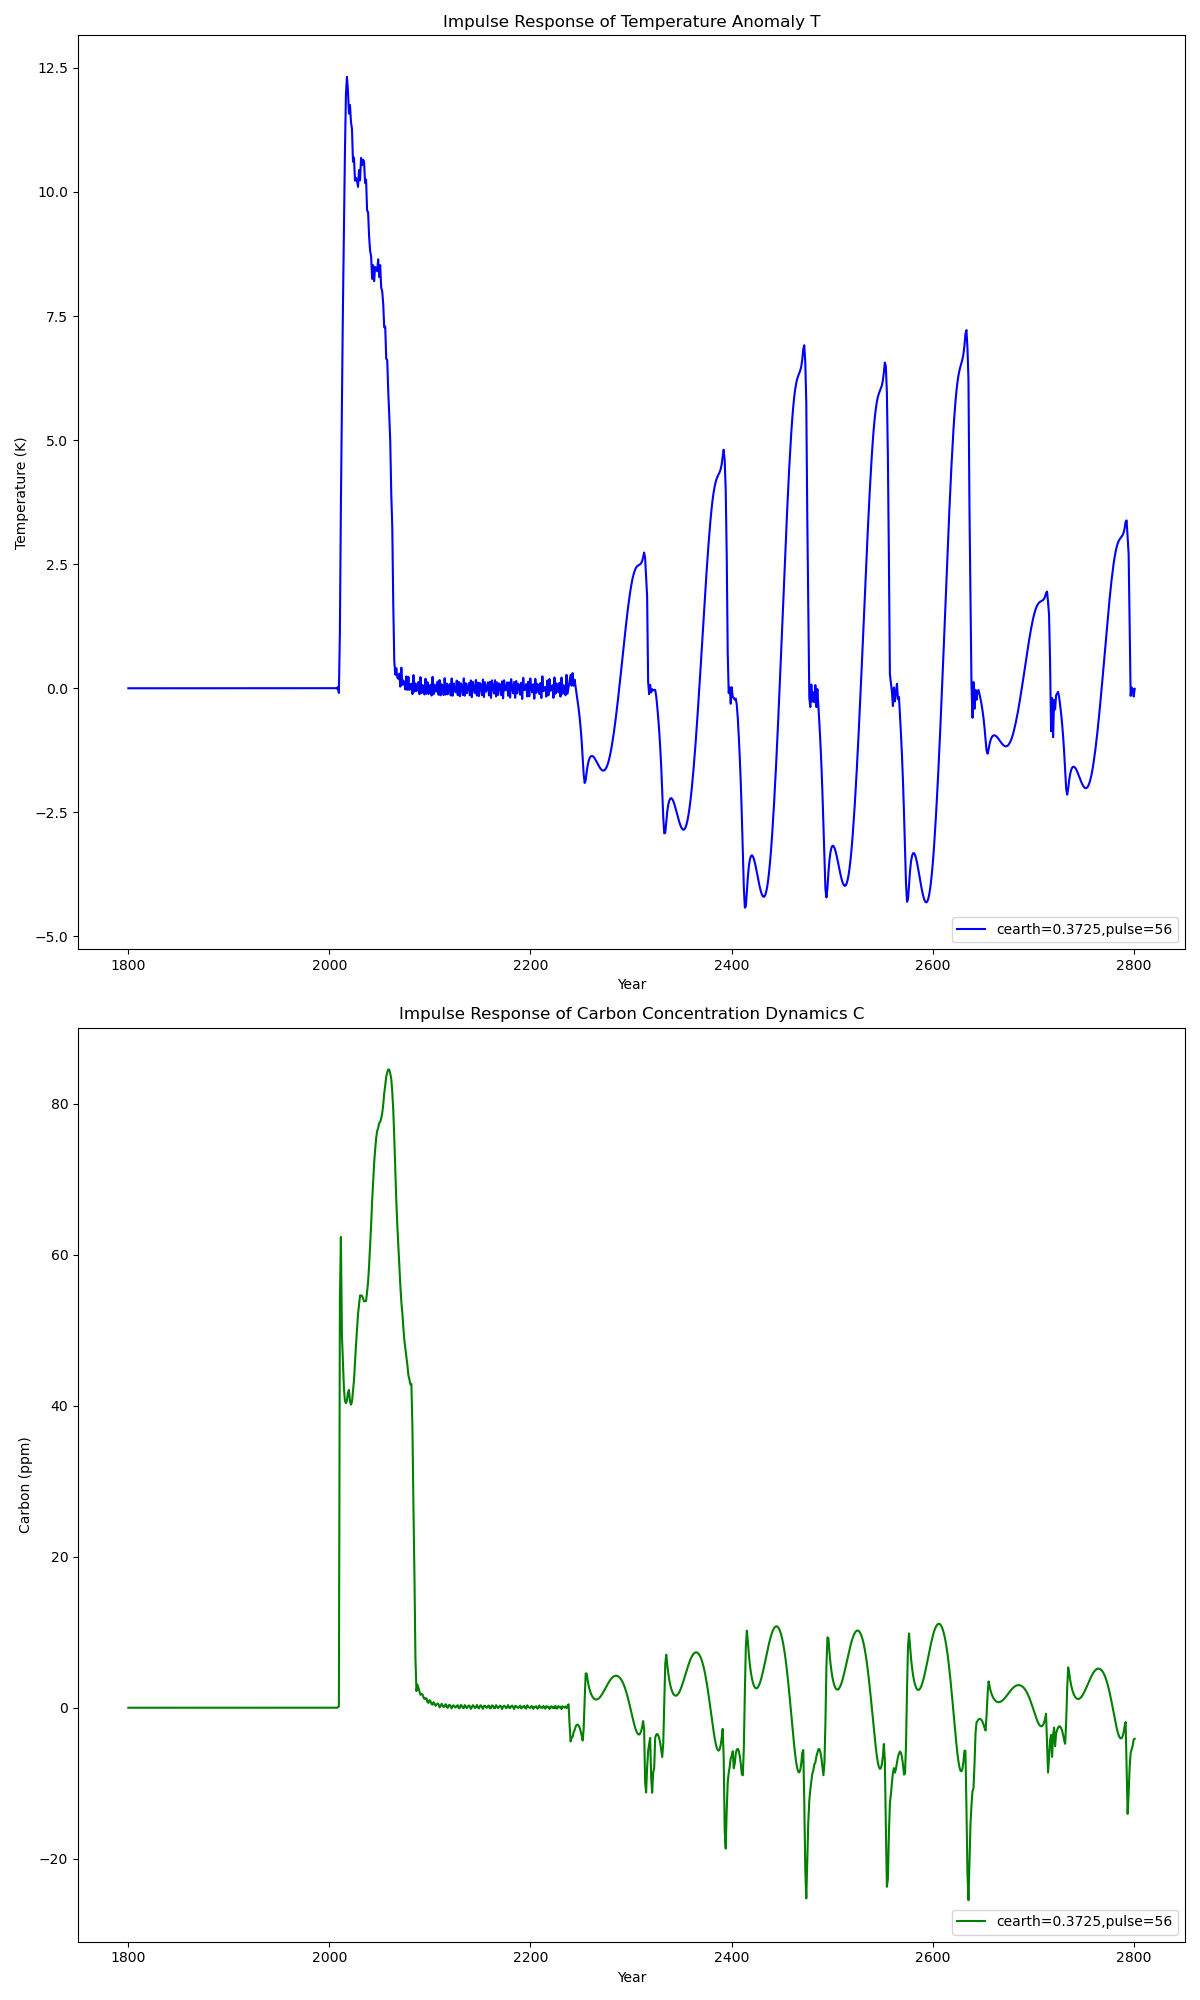 Impulse Response of Temperature Anomaly T
12.5
10.0
7.5
5.0
2.5
0.0
−2.5
−5.0
Temperature (K)
cearth=0.3725,pulse=56
1800 2000 2200 2400 2600 2800
Year
Impulse Response of Carbon Concentration Dynamics C
80
60
40
20
0
−20
Carbon (ppm)
cearth=0.3725,pulse=56
1800 2000 2200 2400 2600 2800
Year